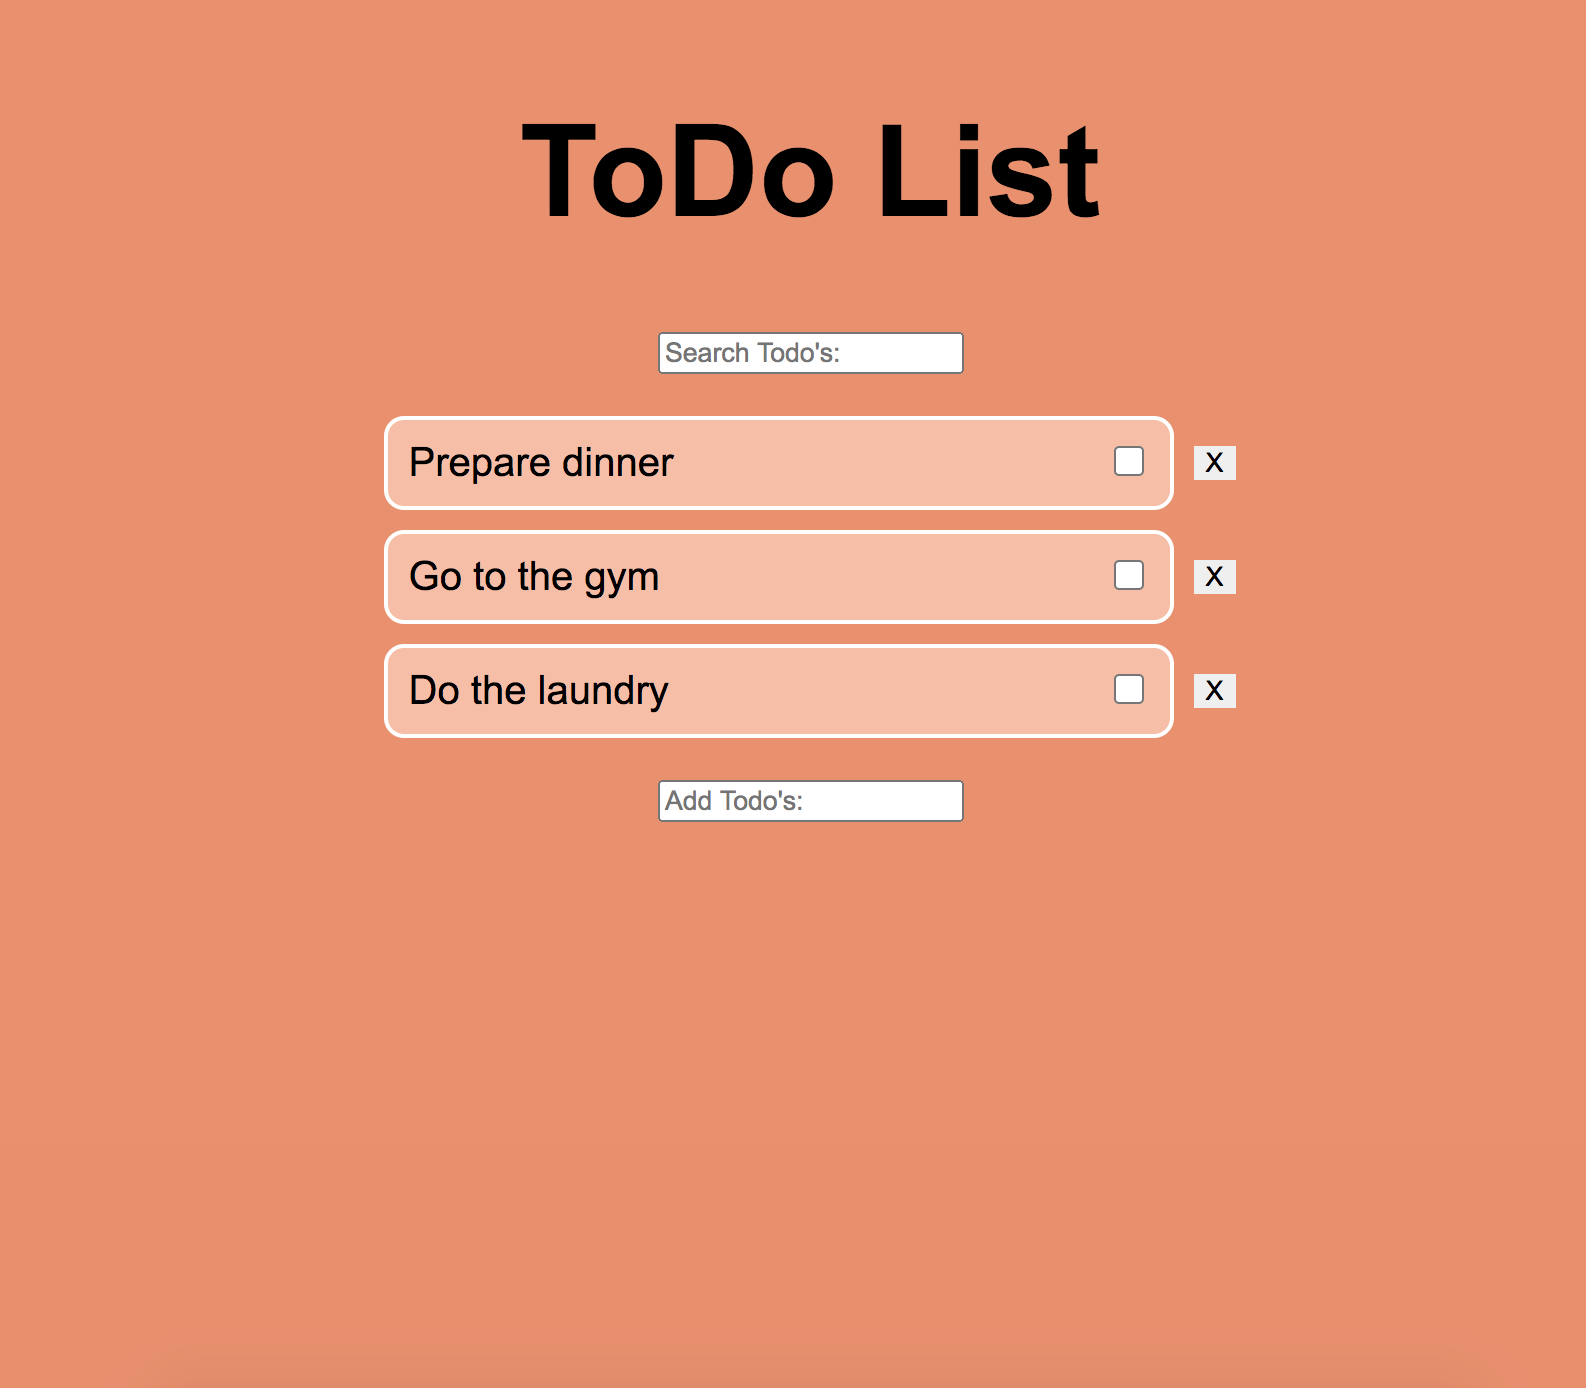 ToDo List
Search Todo's:
Prepare dinner
X
Go to the gym
X
Do the laundry
X
Add Todo's: